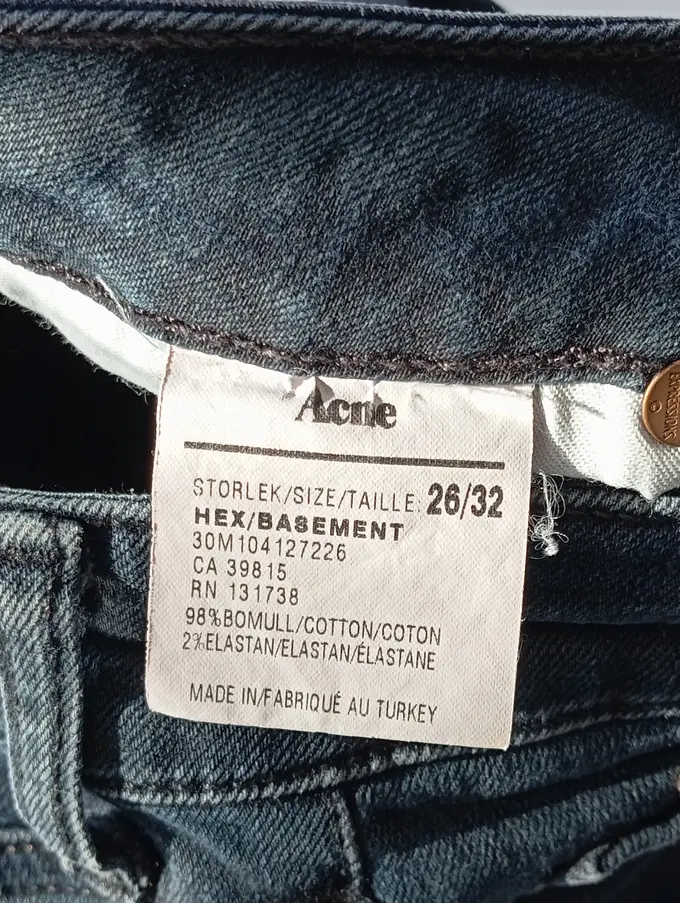 Acne
STORLEK/SIZE/TAILLE: 26/32
HEX/BASEMENT
30M104127226
CA 39815
RN 131738
98%BOMULL/COTTON/COTON
2%ELASTAN/ELASTAN/ÉLASTANE
MADE IN/FABRIQUÉ AU TURKEY
©